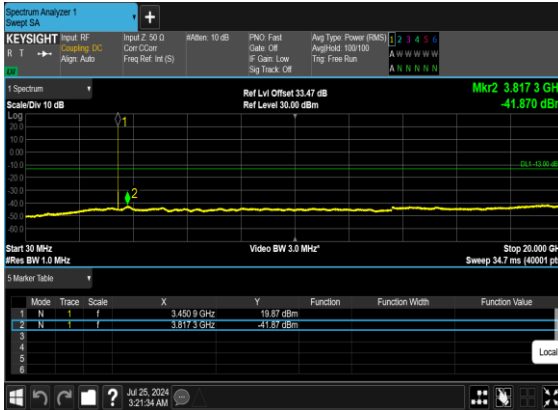 Spectrum Analyzer 1
Swept SA
+
KEYSIGHT Input: RF Input Z: 50 Ω #Atten: 10 dB PNO: Fast Avg Type: Power (RMS) 1 2 3 4 5 6
R T Coupling: DC Corr CCorr Gate: Off Avg|Hold: 100/100 A W W W W W
Align: Auto Freq Ref: Int (S) IF Gain: Low Trig: Free Run
Sig Track: Off A N N N N N
1 Spectrum
Ref Lvl Offset 33.47 dB Mkr2 3.817 3 GH
Scale/Div 10 dB Ref Level 30.00 dBm -41.870 dB
Log
20.0
10.0
0.00
-10.0
-20.0
-30.0
-40.0
-50.0
-60.0
1
2
DL1 -13.00 dB
Start 30 MHz Video BW 3.0 MHz* Stop 20.000 GH
#Res BW 1.0 MHz Sweep 34.7 ms (40001 pt
5 Marker Table
Mode Trace Scale X Y Function Function Width Function Value
1 N 1 f 3.450 9 GHz 19.87 dBm
2 N 1 f 3.817 3 GHz -41.87 dBm
3
4
5
6
Local
? Jul 25, 2024
3:21:34 AM